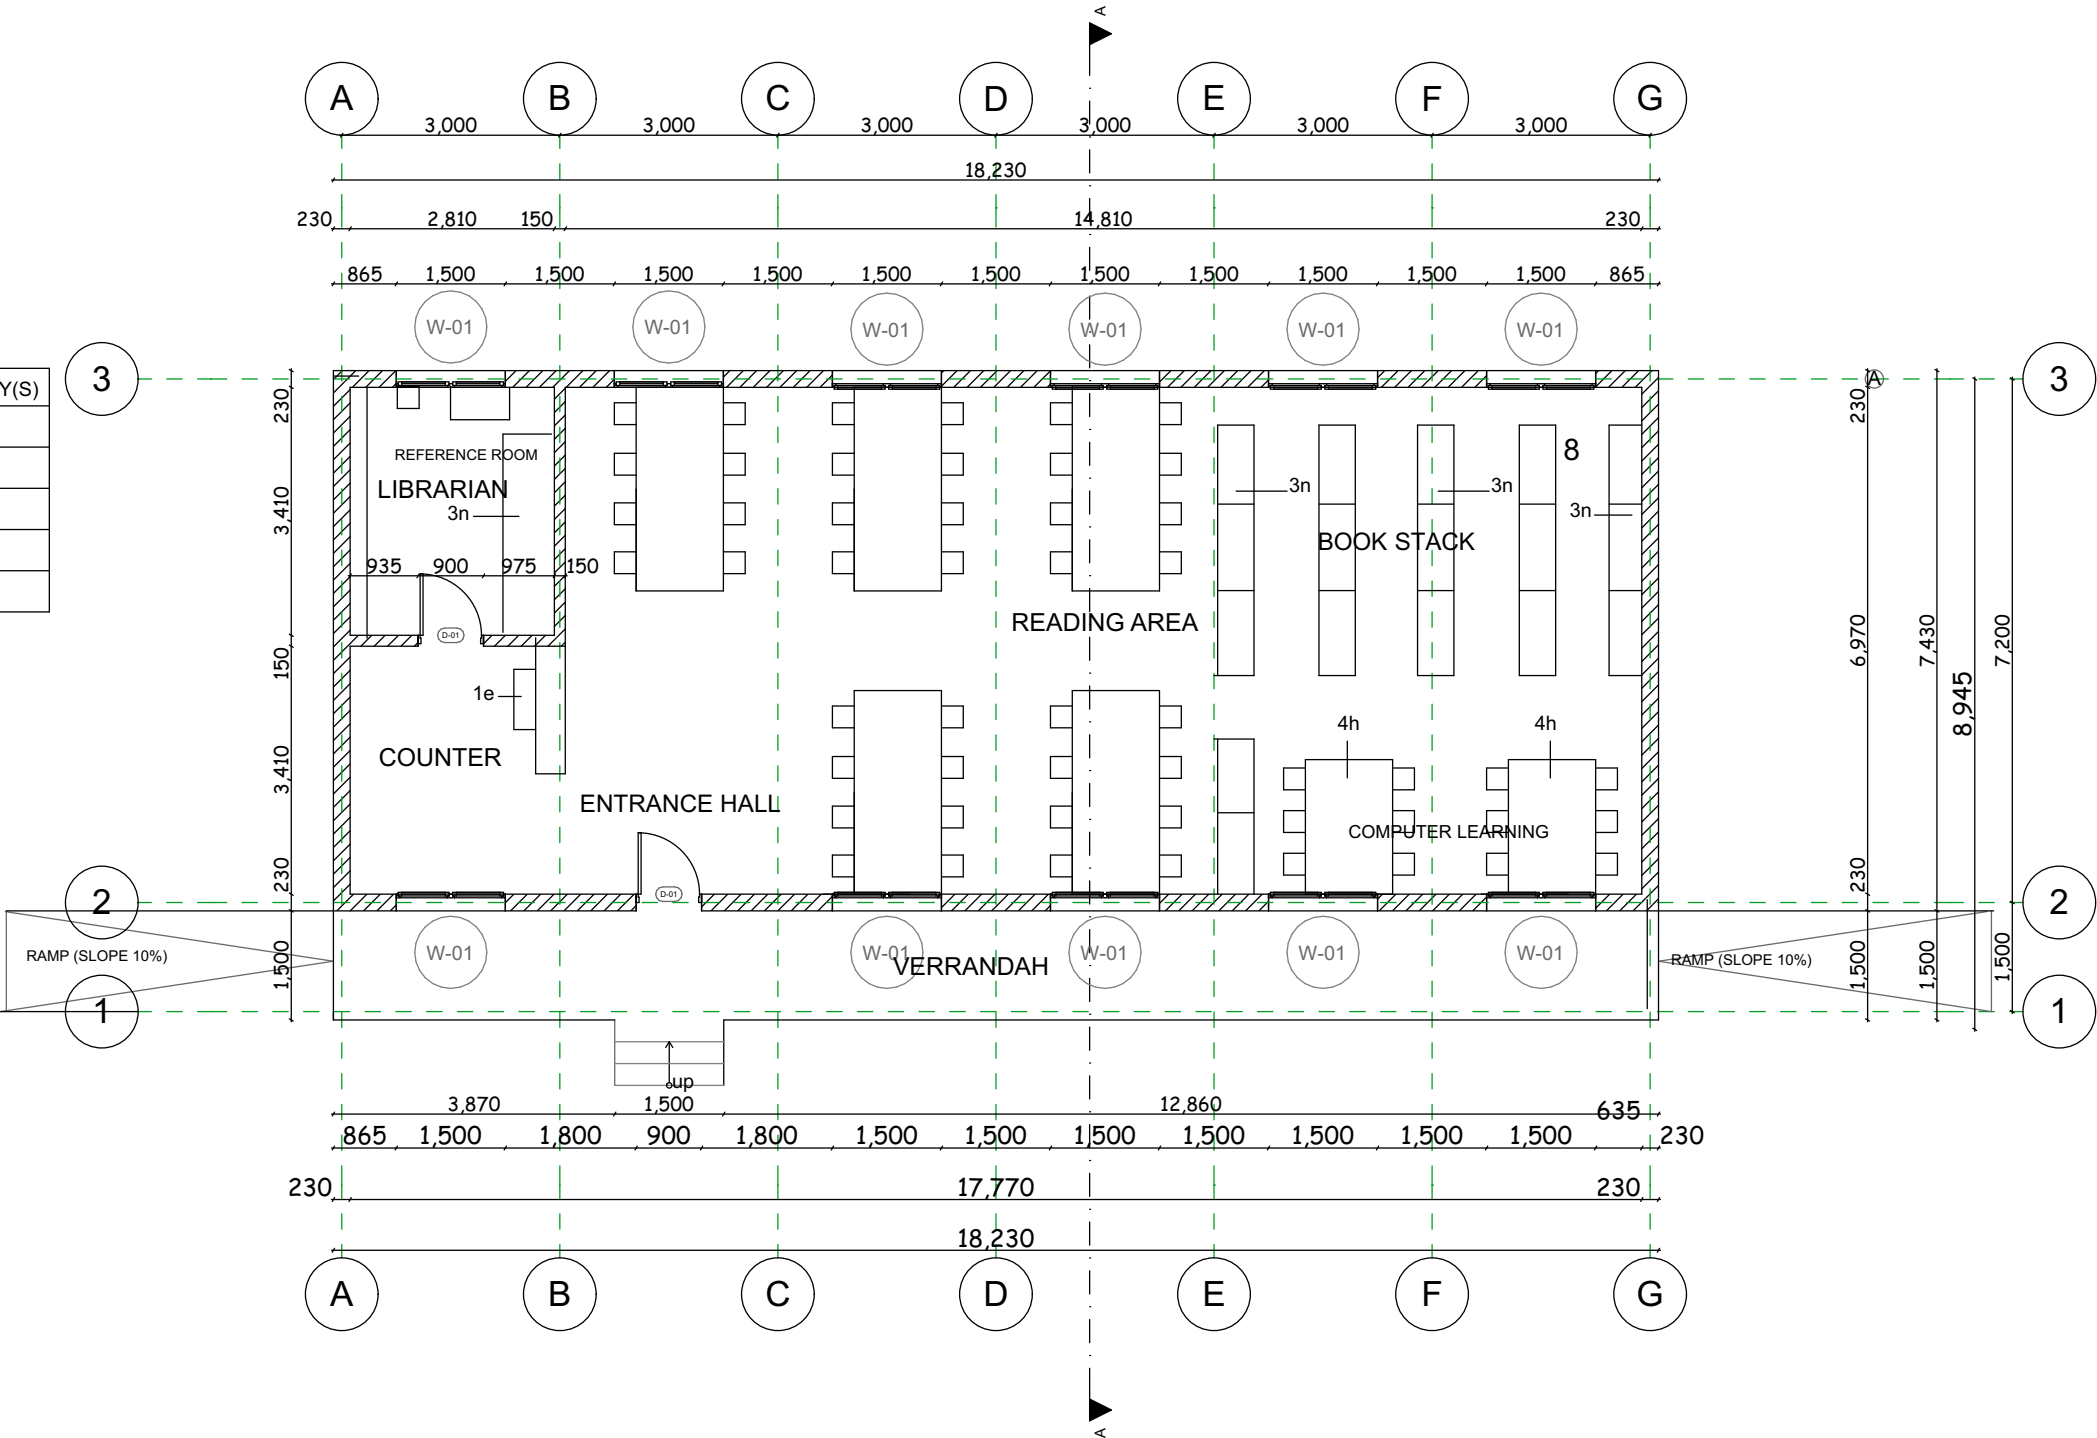 A
A B C D E F G
3,000 3,000 3,000 3,000 3,000 3,000
18,230
230 2,810 150 14,810 230
865 1,500 1,500 1,500 1,500 1,500 1,500 1,500 1,500 1,500 1,500 1,500 865
W-01 W-01 W-01 W-01 W-01 W-01
Y(S)
3 A 3
230 230
REFERENCE ROOM 8
LIBRARIAN 3n 3n
3n 3n
3,410
BOOK STACK
935 900 975 150
READING AREA
D-01
150 6,970 7,430 7,200
8,945
1e 4h 4h
COUNTER
3,410
ENTRANCE HALL
COMPUTER LEARNING
230 230
D-01
2 2
W-01 W-01 W-01 W-01 W-01
VERRANDAH
RAMP (SLOPE 10%) RAMP (SLOPE 10%)
1,500 1,500 1,500 1,500
1 1
up
3,870 1,500 12,860
635
865 1,500 1,800 900 1,800 1,500 1,500 1,500 1,500 1,500 1,500 1,500 230
230 17,770 230
18,230
A B C D E F G
A